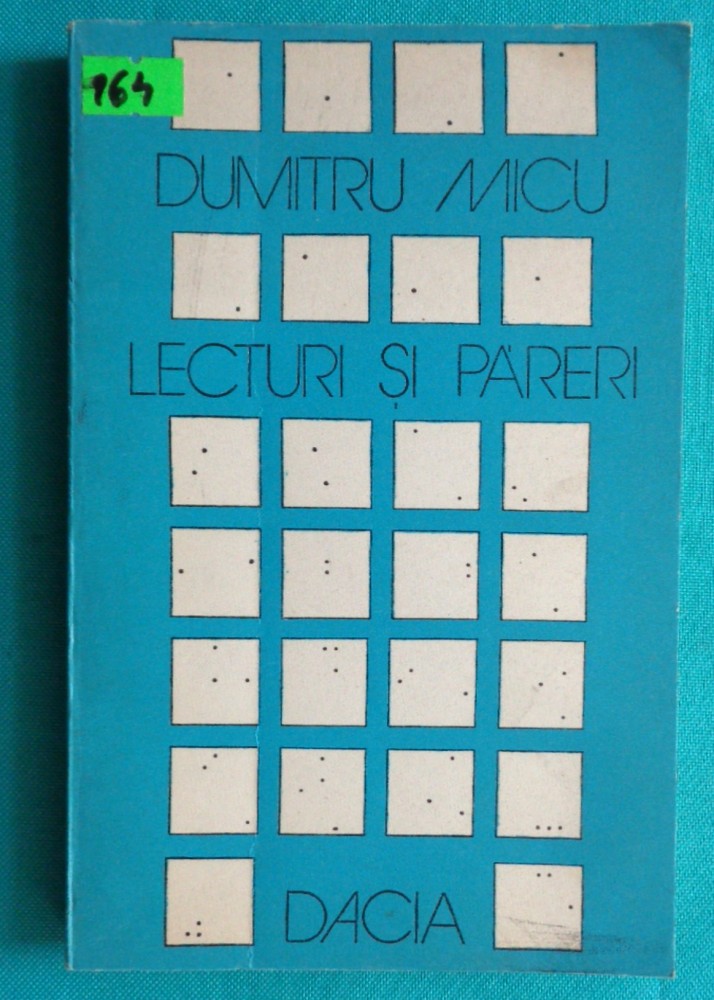 164
DUMITRU MICU
LECTURI ȘI PĂRERI
DACIA